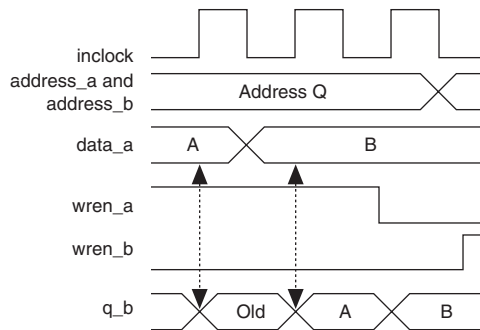 inclock
address_a and
address_b
Address Q
data_a
A
B
wren_a
wren_b
q_b
Old
A
B